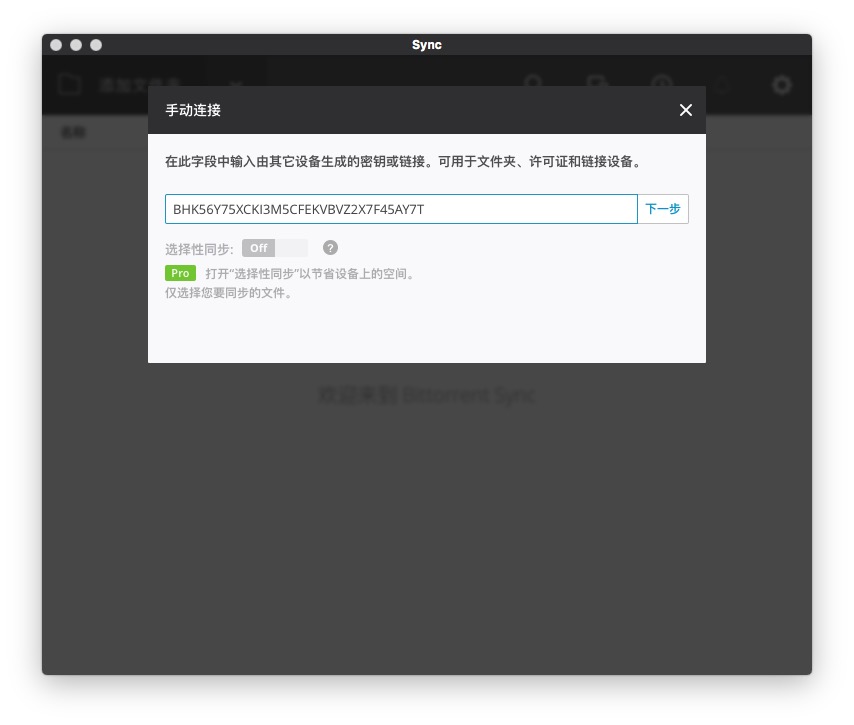 Sync
添加文件夹
名称
手动连接
在此字段中输入由其它设备生成的密钥或链接。可用于文件夹、许可证和链接设备。
BHK56Y75XCKI3M5CFEKVBVZ2X7F45AY7T
下一步
选择性同步: Off ?
Pro 打开“选择性同步”以节省设备上的空间。
仅选择您要同步的文件。
欢迎来到 Bittorrent Sync